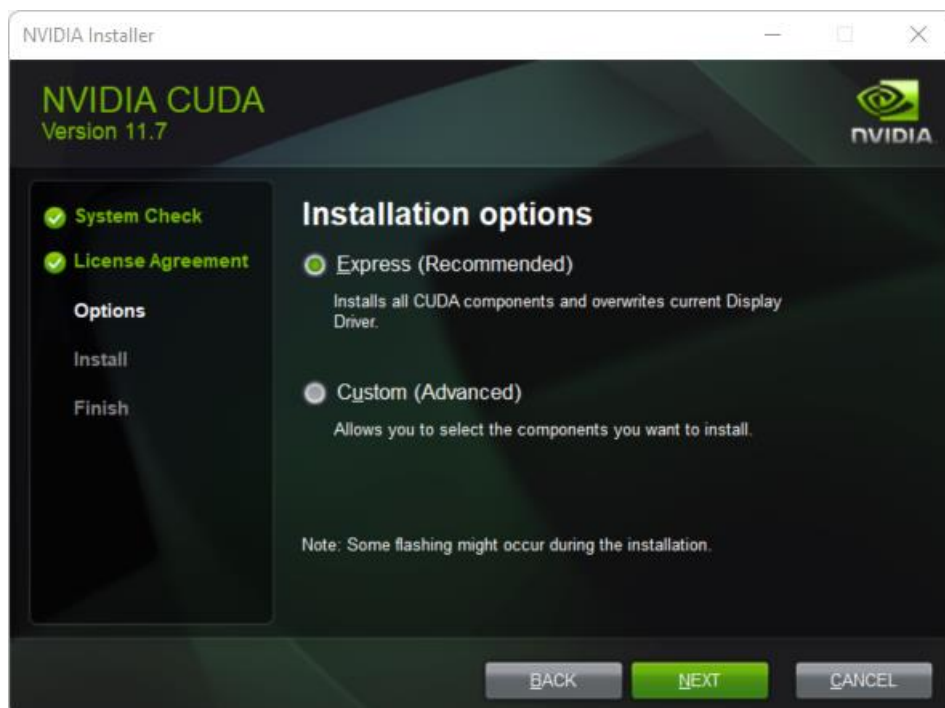 NVIDIA Installer
NVIDIA CUDA
Version 11.7
NVIDIA
System Check
License Agreement
Options
Install
Finish
Installation options
Express (Recommended)
Installs all CUDA components and overwrites current Display
Driver.
Custom (Advanced)
Allows you to select the components you want to install.
Note: Some flashing might occur during the installation.
BACK
NEXT
CANCEL